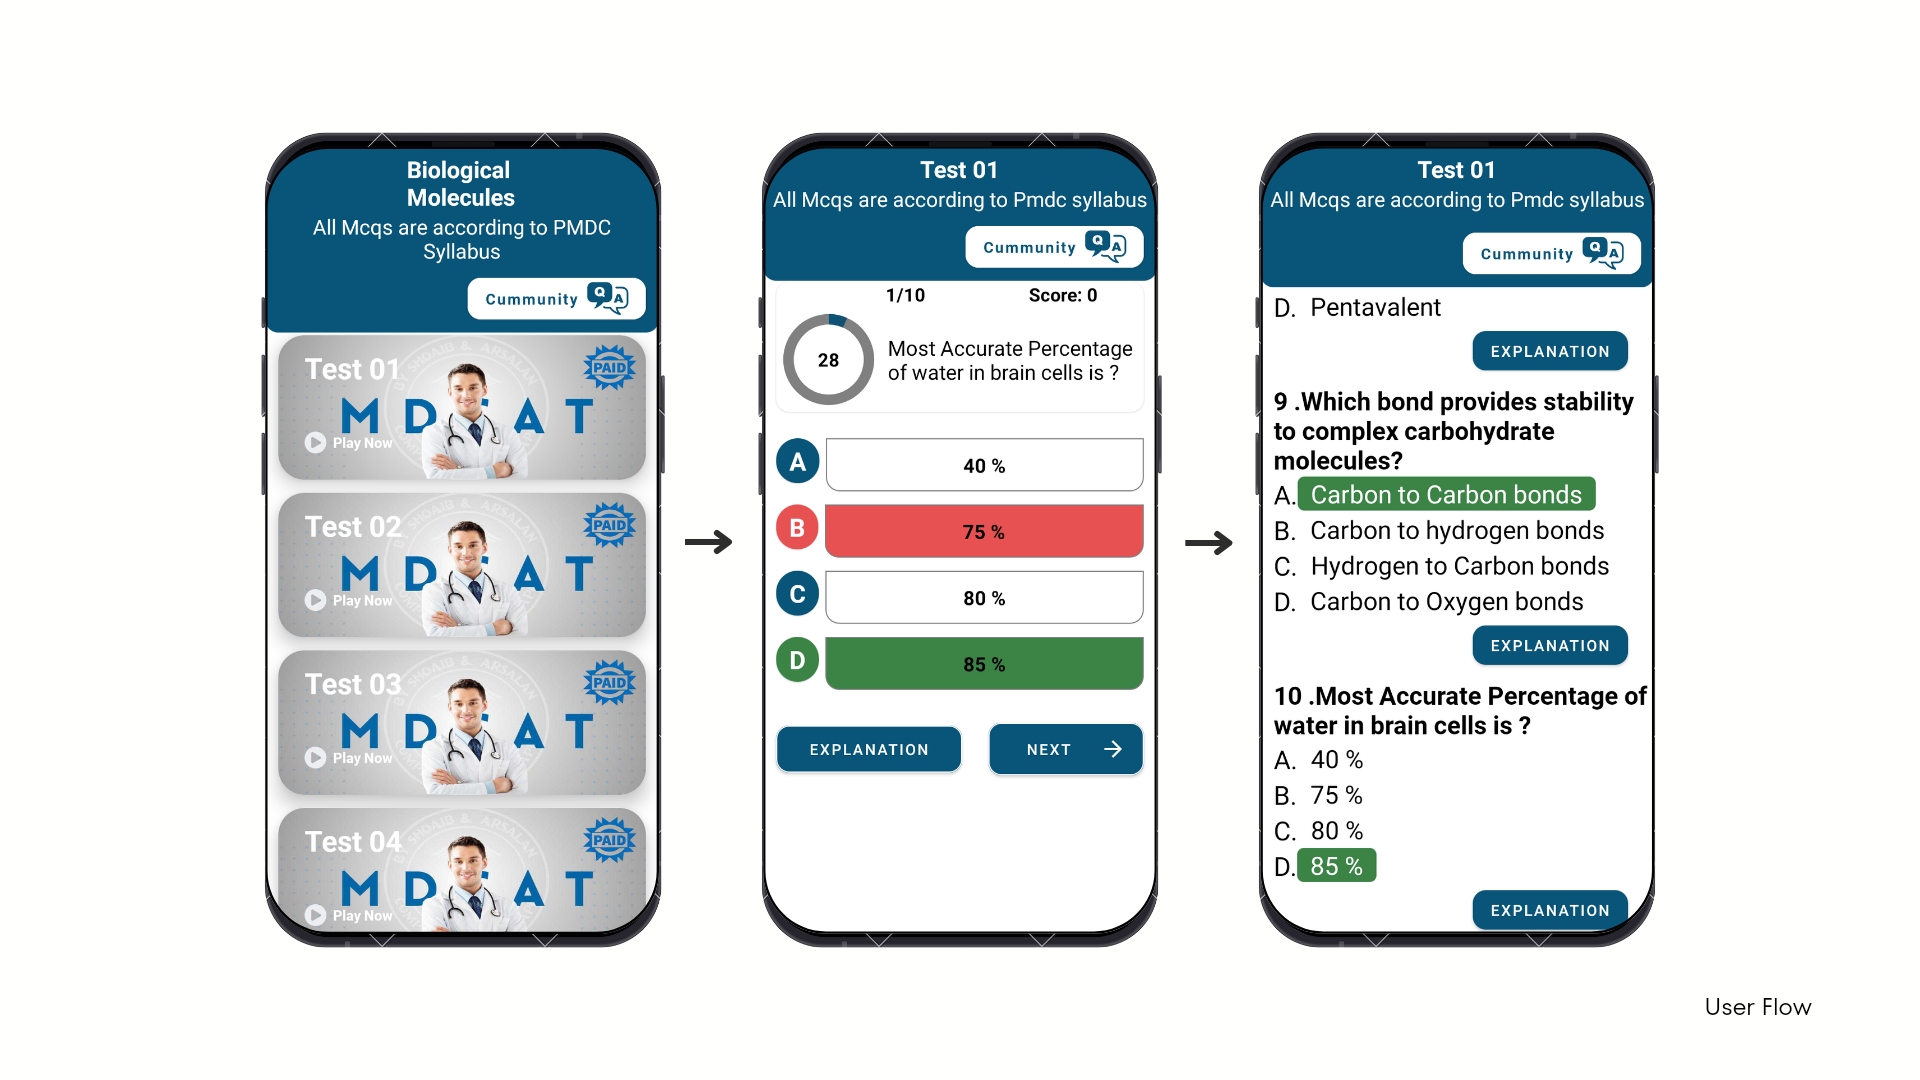 Biological
Molecules
All Mcqs are according to PMDC
Syllabus
Cummunity Q A
Test 01
PAID
M D C A T
Play Now
Test 02
PAID
M D C A T
Play Now
Test 03
PAID
M D C A T
Play Now
Test 04
PAID
M D C A T
Play Now
Test 01
All Mcqs are according to Pmdc syllabus
Cummunity Q A
1/10 Score: 0
28
Most Accurate Percentage
of water in brain cells is ?
A 40 %
B 75 %
C 80 %
D 85 %
EXPLANATION NEXT
Test 01
All Mcqs are according to Pmdc syllabus
Cummunity Q A
D. Pentavalent
EXPLANATION
9 .Which bond provides stability
to complex carbohydrate
molecules?
A. Carbon to Carbon bonds
B. Carbon to hydrogen bonds
C. Hydrogen to Carbon bonds
D. Carbon to Oxygen bonds
EXPLANATION
10 .Most Accurate Percentage of
water in brain cells is ?
A. 40 %
B. 75 %
C. 80 %
D. 85 %
EXPLANATION
User Flow